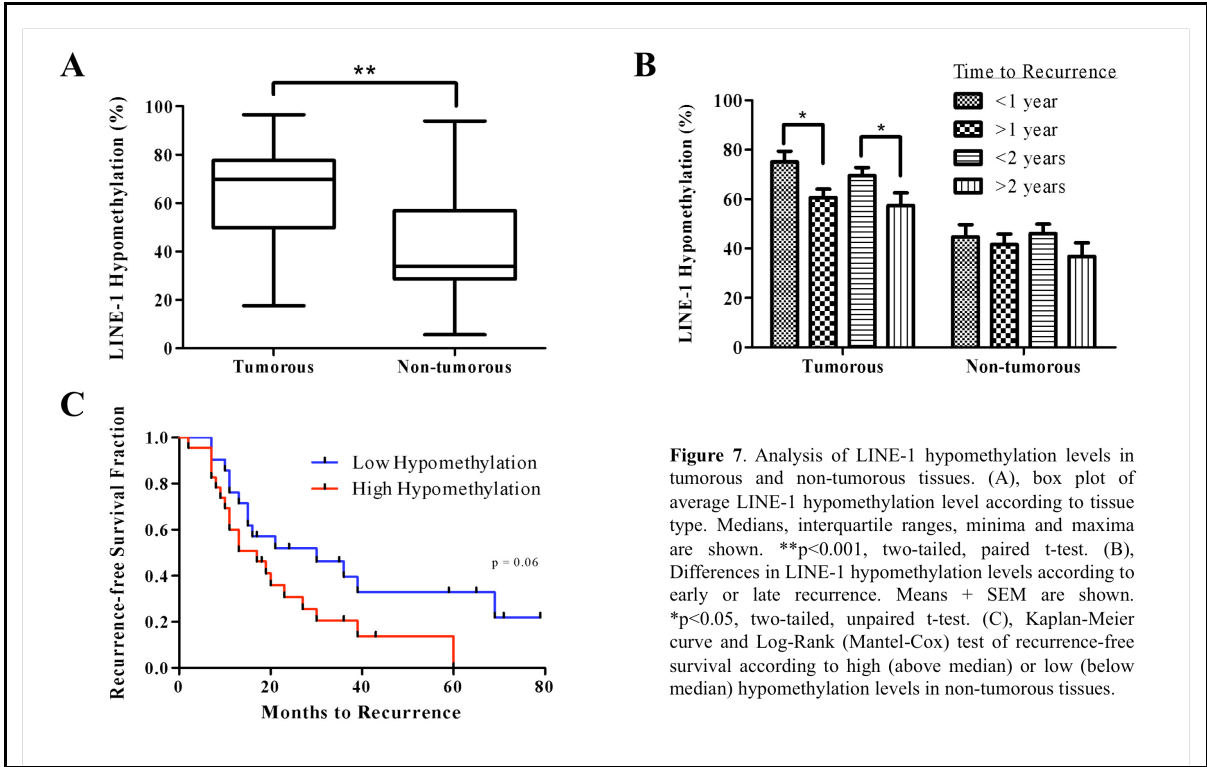 A
**
LINE-1 Hypomethylation (%)
100
80
60
40
20
0
Tumorous
Non-tumorous
B
Time to Recurrence
<1 year
>1 year
<2 years
>2 years
LINE-1 Hypomethylation (%)
100
80
60
40
20
0
*
*
Tumorous
Non-tumorous
C
Recurrence-free Survival Fraction
1.0
0.8
0.6
0.4
0.2
0.0
Low Hypomethylation
High Hypomethylation
p = 0.06
0
20
40
60
80
Months to Recurrence
Figure 7. Analysis of LINE-1 hypomethylation levels in
tumorous and non-tumorous tissues. (A), box plot of
average LINE-1 hypomethylation level according to tissue
type. Medians, interquartile ranges, minima and maxima
are shown. **p<0.001, two-tailed, paired t-test. (B),
Differences in LINE-1 hypomethylation levels according to
early or late recurrence. Means + SEM are shown.
*p<0.05, two-tailed, unpaired t-test. (C), Kaplan-Meier
curve and Log-Rank (Mantel-Cox) test of recurrence-free
survival according to high (above median) or low (below
median) hypomethylation levels in non-tumorous tissues.